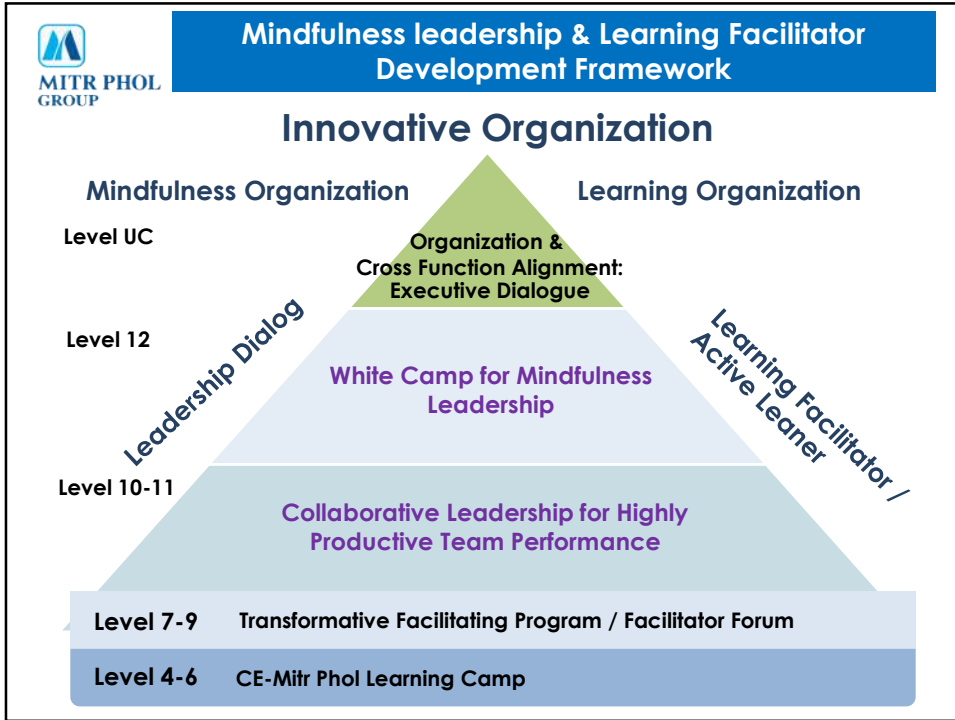 MITR PHOL
GROUP
Mindfulness leadership & Learning Facilitator
Development Framework
Innovative Organization
Mindfulness Organization
Learning Organization
Level UC
Organization &
Cross Function Alignment:
Executive Dialogue
Level 12
Leadership Dialog
Learning Facilitator /
Active Leaner
White Camp for Mindfulness
Leadership
Level 10-11
Collaborative Leadership for Highly
Productive Team Performance
Level 7-9 Transformative Facilitating Program / Facilitator Forum
Level 4-6 CE-Mitr Phol Learning Camp